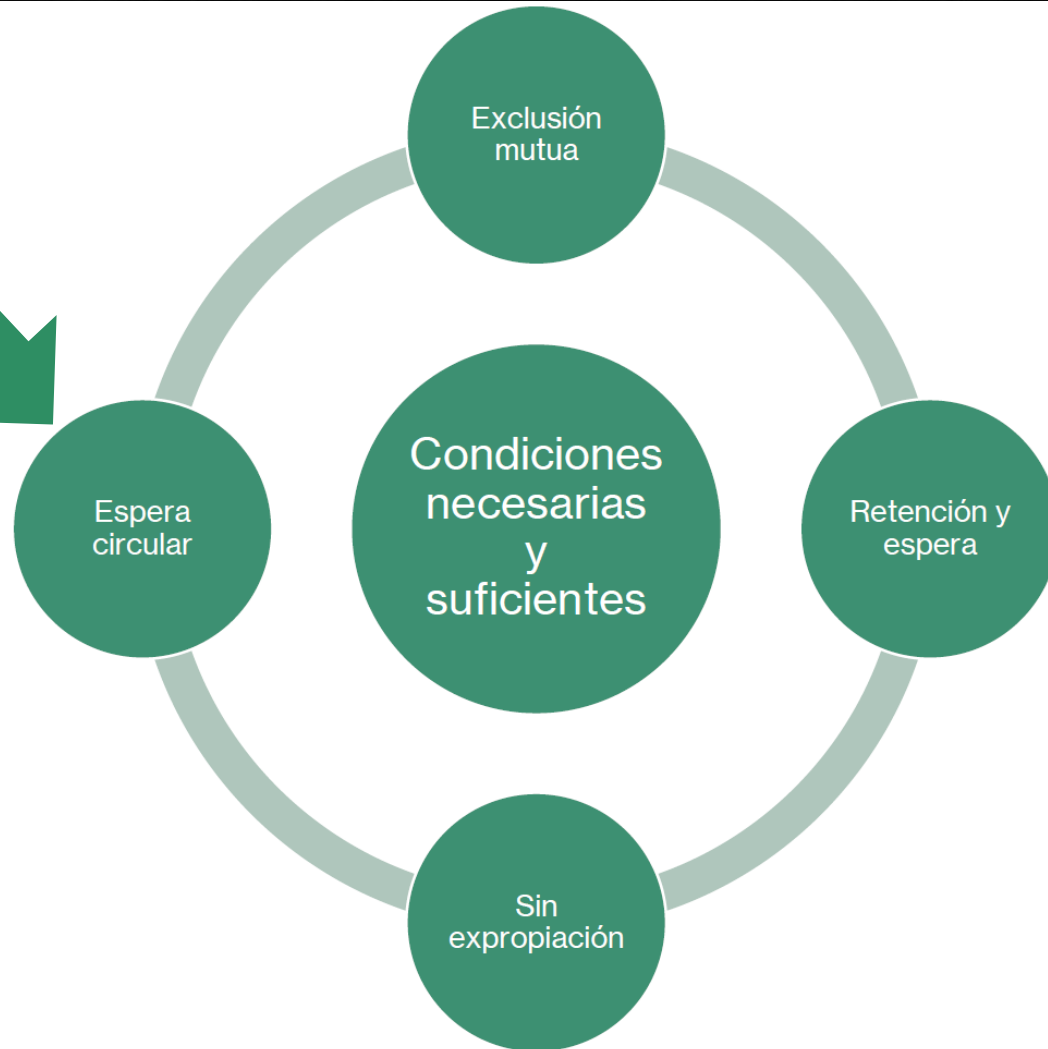 Exclusión
mutua
Condiciones
necesarias
y
suficientes
Espera
circular
Retención y
espera
Sin
expropiación